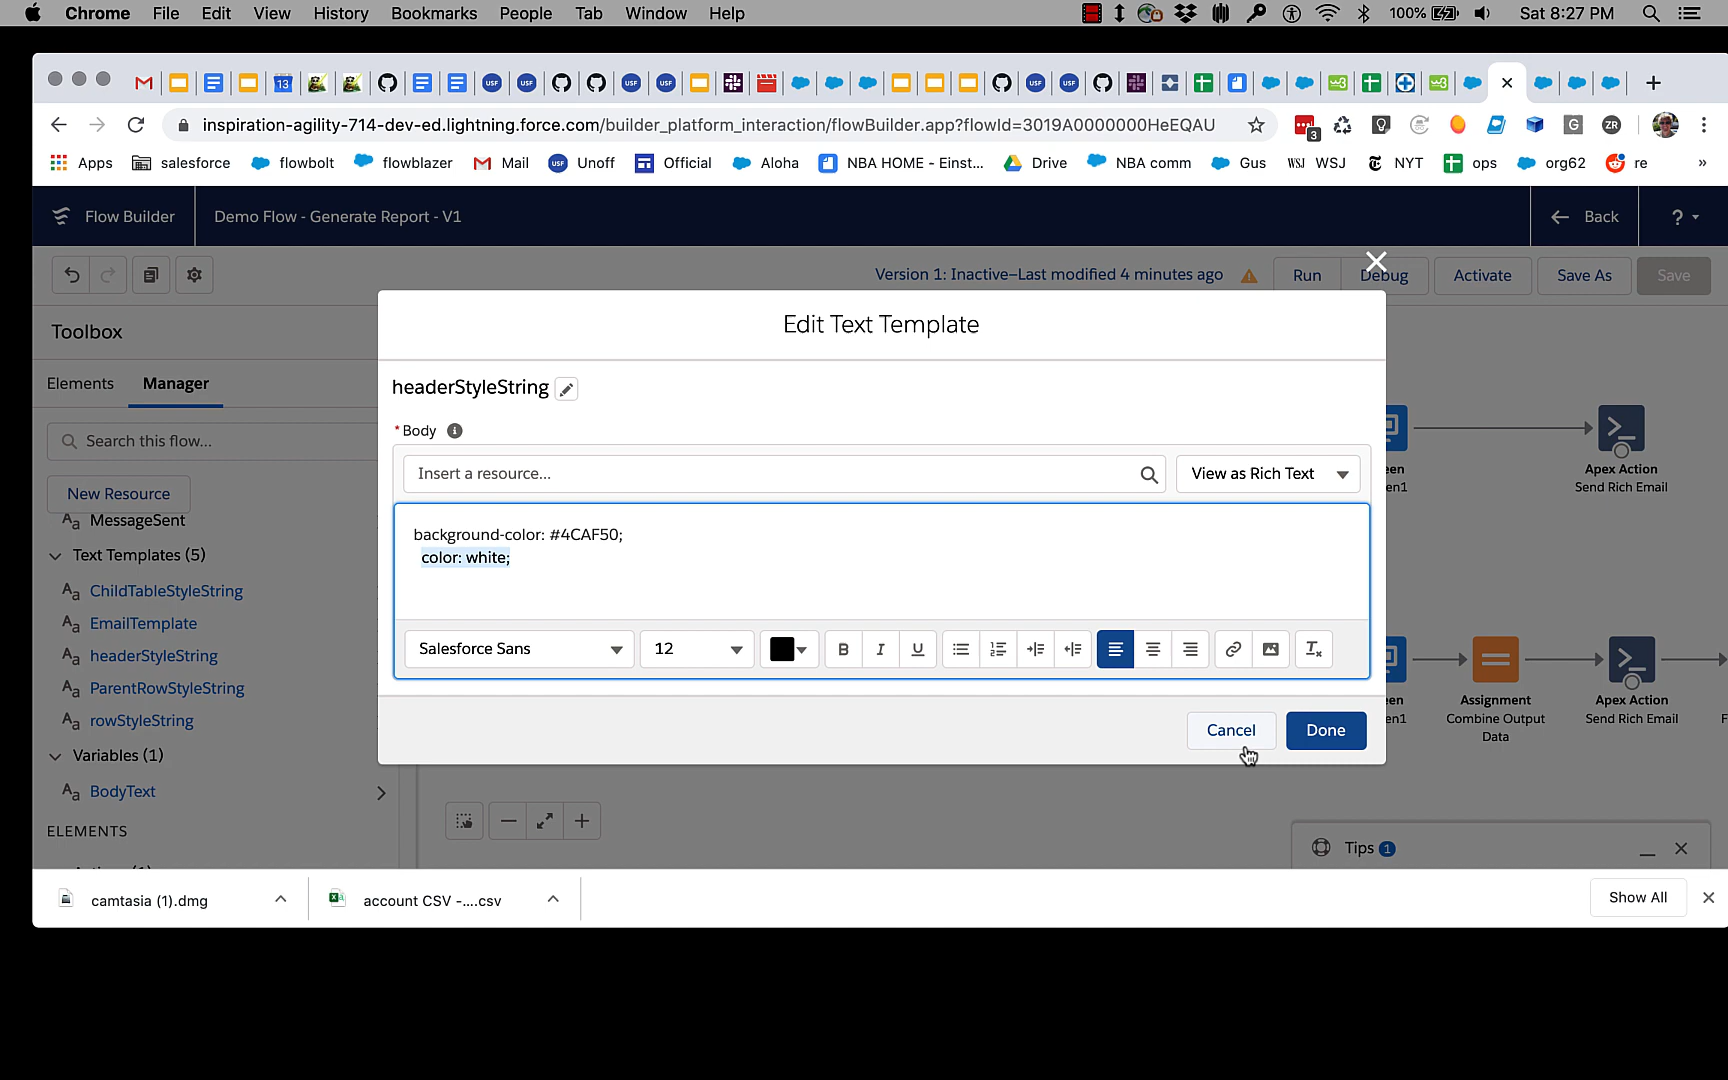 Chrome File Edit View History Bookmarks People Tab Window Help 100% Sat 8:27 PM
inspiration-agility-714-dev-ed.lightning.force.com/builder_platform_interaction/flowBuilder.app?flowId=3019A0000000HeEQAU
Apps salesforce flowbolt flowblazer Mail Unoff Official Aloha NBA HOME - Einst... Drive NBA comm Gus WSJ WSJ NYT ops org62 re »
Flow Builder Demo Flow - Generate Report - V1 Back ?
Version 1: Inactive–Last modified 4 minutes ago Run Debug Activate Save As Save
Toolbox
Elements Manager
Search this flow...
New Resource
MessageSent
Text Templates (5)
ChildTableStyleString
EmailTemplate
headerStyleString
ParentRowStyleString
rowStyleString
Variables (1)
BodyText
ELEMENTS
Edit Text Template
headerStyleString
* Body
Insert a resource... View as Rich Text
background-color: #4CAF50;
color: white;
Salesforce Sans 12 B I U
Cancel Done
een
en1
Apex Action
Send Rich Email
een
en1
Assignment
Combine Output
Data
Apex Action
Send Rich Email
F
Tips 1
camtasia (1).dmg account CSV -....csv Show All